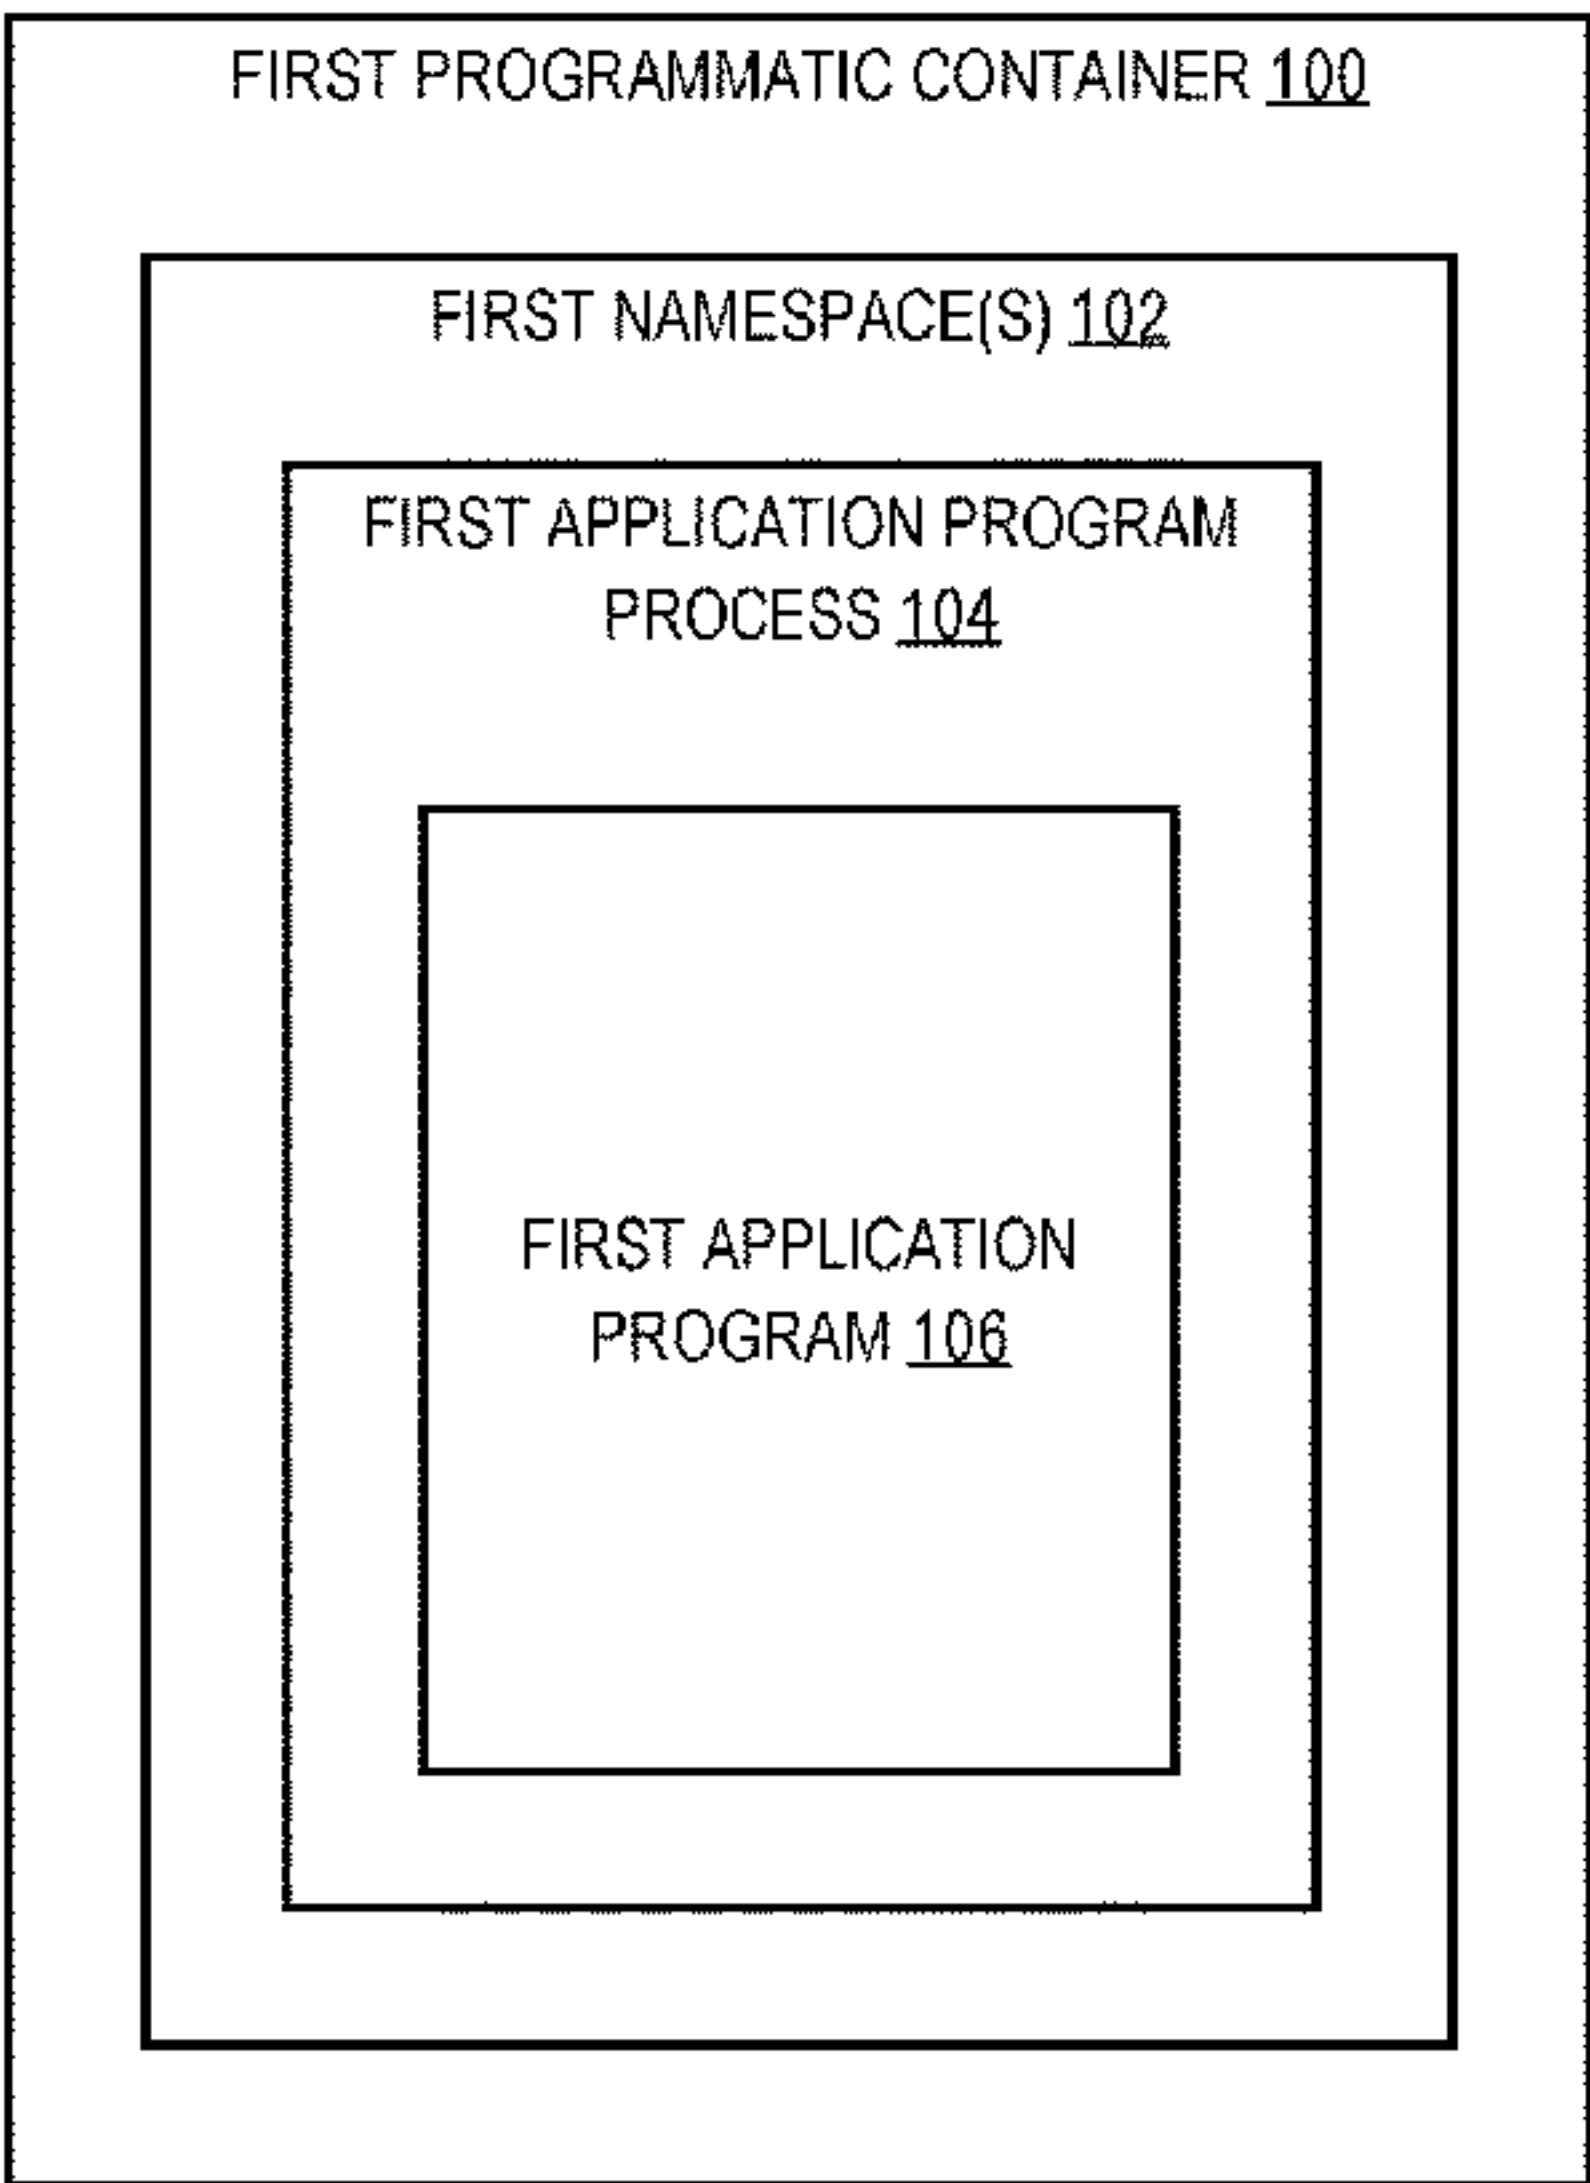 FIRST PROGRAMMATIC CONTAINER 100
FIRST NAMESPACE(S) 102
FIRST APPLICATION PROGRAM
PROCESS 104
FIRST APPLICATION
PROGRAM 106